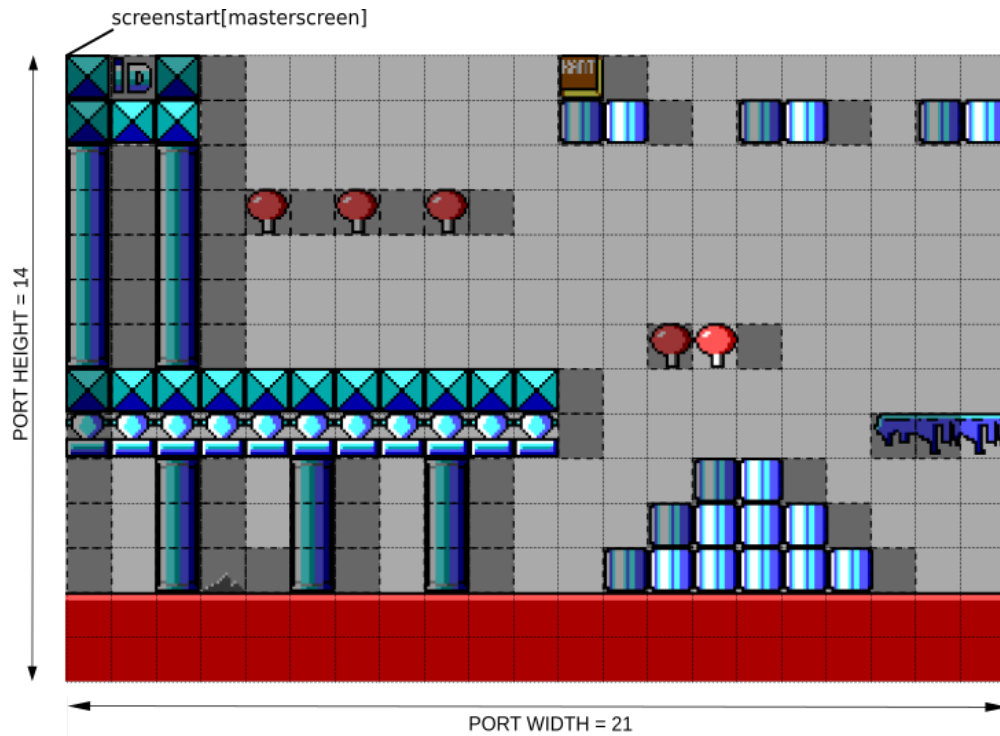 screenstart[masterscreen]
iD
PORT HEIGHT = 14
PORT WIDTH = 21